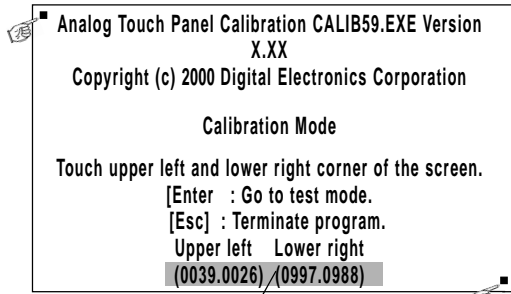 Analog Touch Panel Calibration CALIB59.EXE Version
X.XX
Copyright (c) 2000 Digital Electronics Corporation
Calibration Mode
Touch upper left and lower right corner of the screen.
[Enter : Go to test mode.
[Esc] : Terminate program.
Upper left Lower right
(0039.0026) (0997.0988)